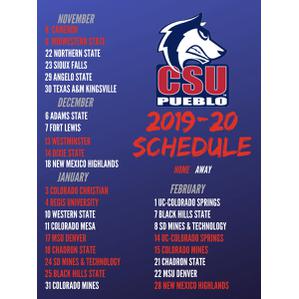 NOVEMBER
8 CAMERON
9 MIDWESTERN STATE
22 NORTHERN STATE
23 SIOUX FALLS
29 ANGELO STATE
30 TEXAS A&M KINGSVILLE
DECEMBER
6 ADAMS STATE
7 FORT LEWIS
13 WESTMINSTER
14 DIXIE STATE
18 NEW MEXICO HIGHLANDS
JANUARY
3 COLORADO CHRISTIAN
4 REGIS UNIVERSITY
10 WESTERN STATE
11 COLORADO MESA
17 MSU DENVER
18 CHADRON STATE
24 SD MINES & TECHNOLOGY
25 BLACK HILLS STATE
31 COLORADO MINES
CSU
PUEBLO
2019-20
SCHEDULE
HOME AWAY
FEBRUARY
1 UC-COLORADO SPRINGS
7 BLACK HILLS STATE
8 SD MINES & TECHNOLOGY
14 UC-COLORADO SPRINGS
15 COLORADO MINES
21 CHADRON STATE
22 MSU DENVER
28 NEW MEXICO HIGHLANDS